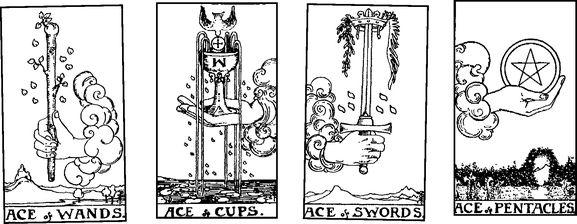 ACE of WANDS.
ACE of CUPS.
ACE of SWORDS
ACE of PENTACLES